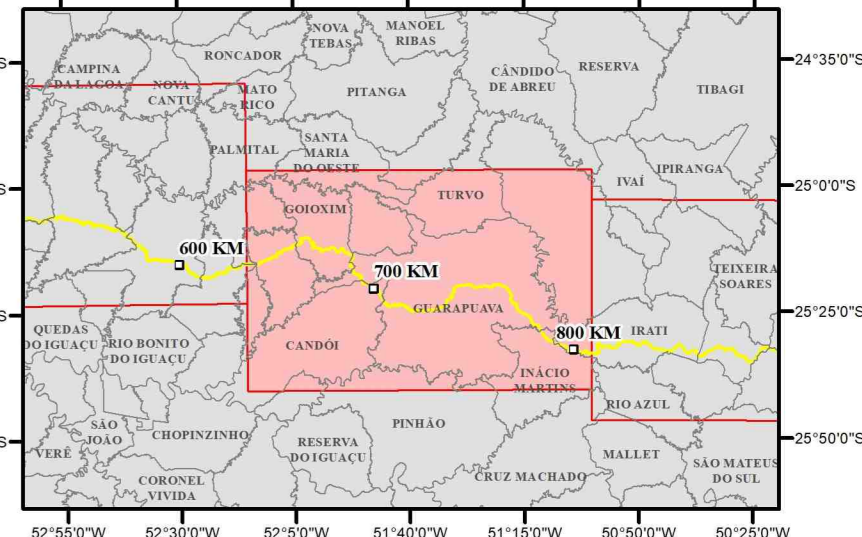 NOVA
TEBAS
MANOEL
RIBAS
RONCADOR
CAMPINA
DA LAGOA
NOVA
CANTU
MATO
RICO
PITANGA
CÂNDIDO
DE ABREU
RESERVA
TIBAGI
24°35'0"S
PALMITAL
SANTA
MARIA
DO OESTE
IVAÍ
IPIRANGA
25°0'0"S
GOIOXIM
TURVO
600 KM
700 KM
TEIXEIRA
SOARES
GUARAPUAVA
25°25'0"S
QUEDAS
DO IGUAÇU
RIO BONITO
DO IGUAÇU
CANDÓI
800 KM
IRATI
INÁCIO
MARTINS
RIO AZUL
SÃO
JOÃO
VERÊ
CHOPINZINHO
PINHÃO
RESERVA
DO IGUAÇU
25°50'0"S
MALLET
SÃO MATEUS
DO SUL
CORONEL
VIVIDA
CRUZ MACHADO
52°55'0"W
52°30'0"W
52°5'0"W
51°40'0"W
51°15'0"W
50°50'0"W
50°25'0"W